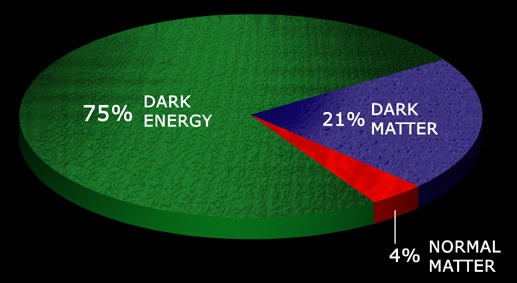 75% DARK
ENERGY
21% DARK
MATTER
4% NORMAL
MATTER